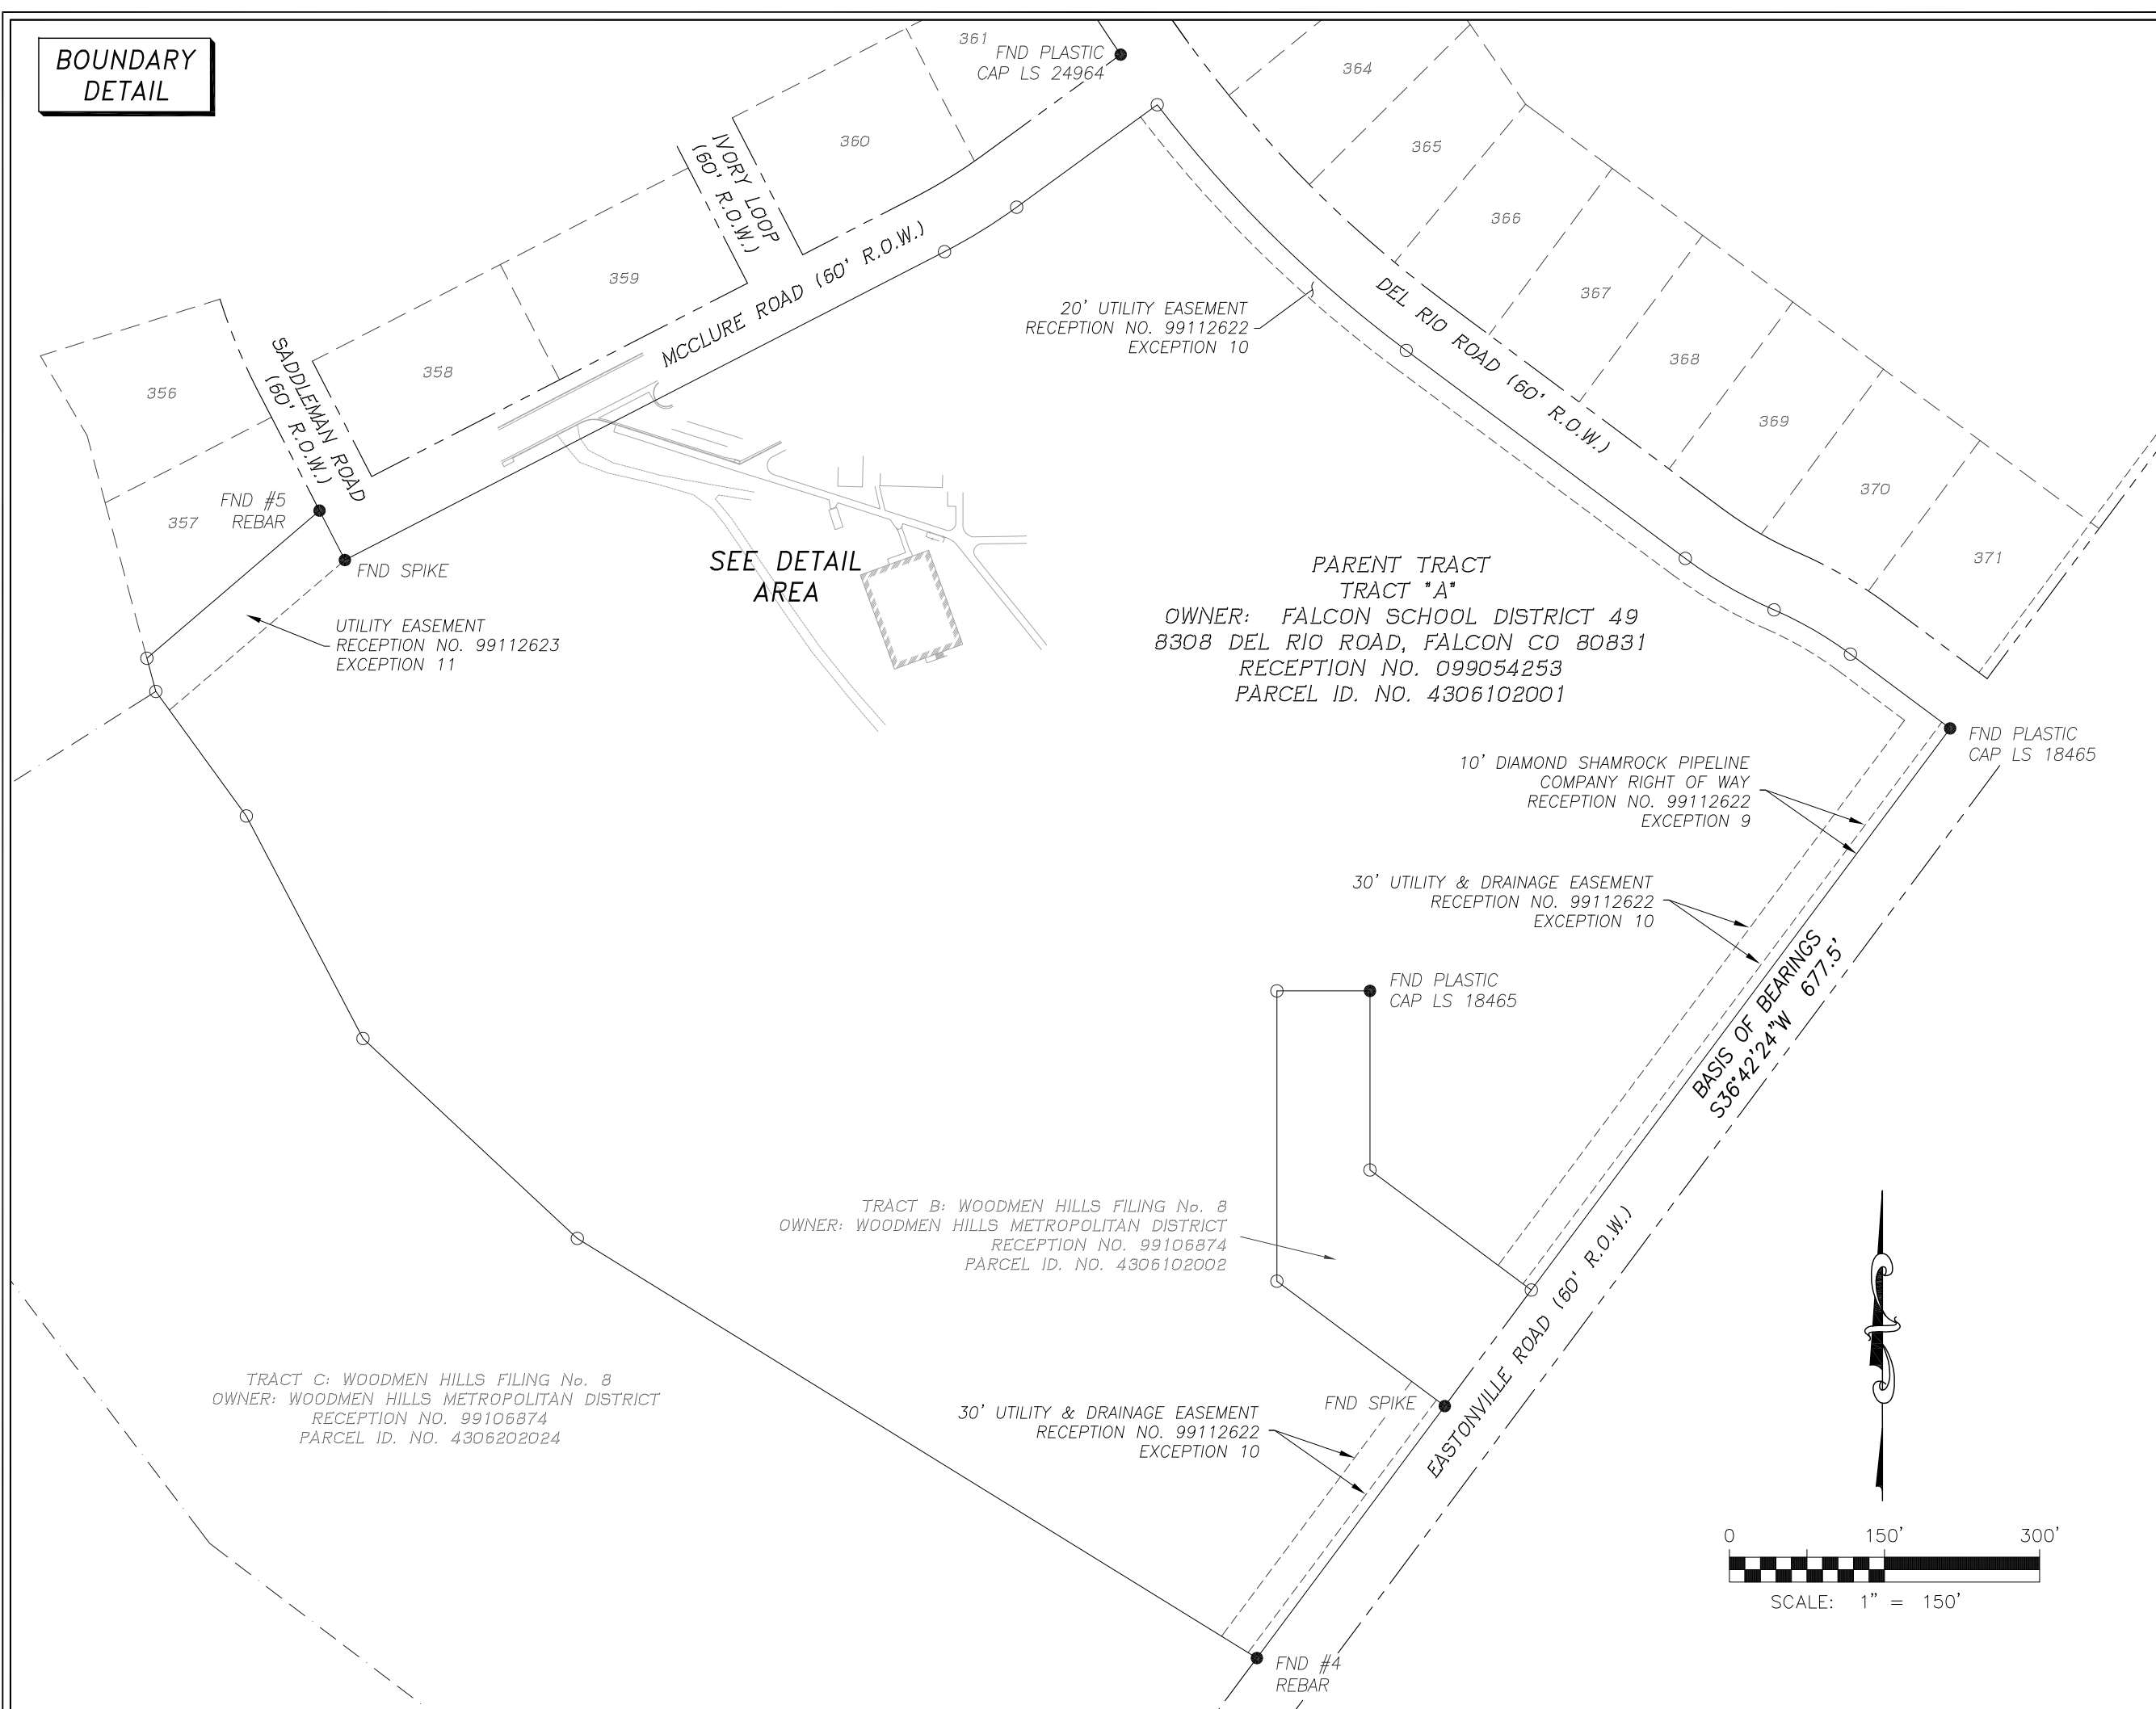 BOUNDARY
DETAIL
361
FND PLASTIC
CAP LS 24964
364
360
365
IVORY LOOP
(60' R.O.W.)
366
359
MCCLURE ROAD (60' R.O.W.)
367
20' UTILITY EASEMENT
RECEPTION NO. 99112622
EXCEPTION 10
DEL RIO ROAD (60' R.O.W.)
368
356
358
SADDLEMAN ROAD
(60' R.O.W.)
369
370
357
FND #5
REBAR
371
FND SPIKE
SEE DETAIL
AREA
PARENT TRACT
TRACT "A"
OWNER: FALCON SCHOOL DISTRICT 49
8308 DEL RIO ROAD, FALCON CO 80831
RECEPTION NO. 099054253
PARCEL ID. NO. 4306102001
UTILITY EASEMENT
RECEPTION NO. 99112623
EXCEPTION 11
FND PLASTIC
CAP LS 18465
10' DIAMOND SHAMROCK PIPELINE
COMPANY RIGHT OF WAY
RECEPTION NO. 99112622
EXCEPTION 9
30' UTILITY & DRAINAGE EASEMENT
RECEPTION NO. 99112622
EXCEPTION 10
FND PLASTIC
CAP LS 18465
BASIS OF BEARINGS
S36°42'24"W 677.5'
TRACT B: WOODMEN HILLS FILING No. 8
OWNER: WOODMEN HILLS METROPOLITAN DISTRICT
RECEPTION NO. 99106874
PARCEL ID. NO. 4306102002
EASTONVILLE ROAD (60' R.O.W.)
TRACT C: WOODMEN HILLS FILING No. 8
OWNER: WOODMEN HILLS METROPOLITAN DISTRICT
RECEPTION NO. 99106874
PARCEL ID. NO. 4306202024
FND SPIKE
30' UTILITY & DRAINAGE EASEMENT
RECEPTION NO. 99112622
EXCEPTION 10
0 150' 300'
SCALE: 1" = 150'
FND #4
REBAR